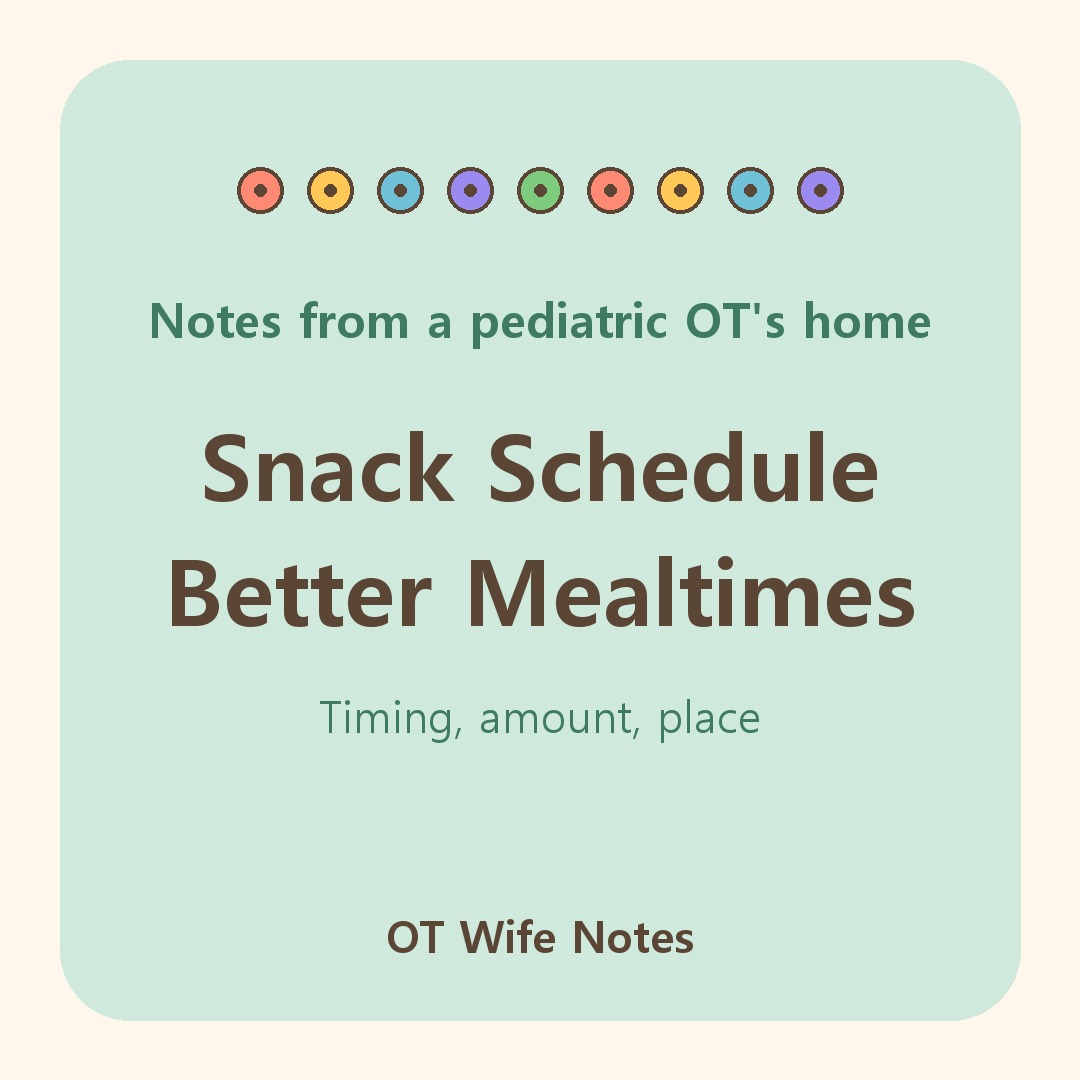 Notes from a pediatric OT's home
Snack Schedule
Better Mealtimes
Timing, amount, place
OT Wife Notes